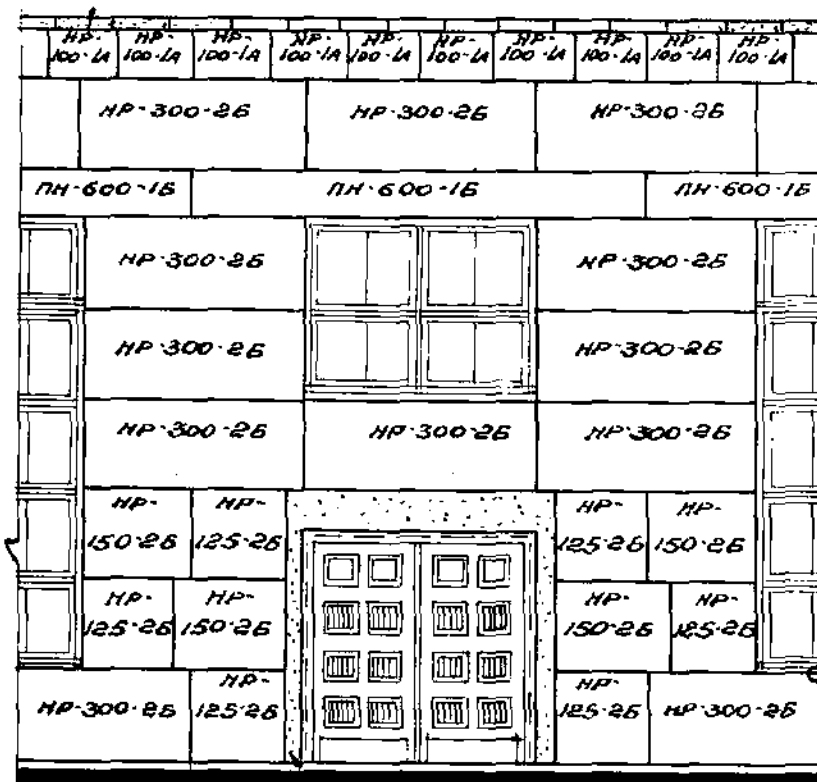 НР- НР- НР- НР- НР- НР- НР- НР- НР- НР-
100-1А 100-1А 100-1А 100-1А 100-1А 100-1А 100-1А 100-1А 100-1А 100-1А
НР-300-2Б НР-300-2Б НР-300-2Б
ПН-600-1Б ПН-600-1Б ПН-600-1Б
НР-300-2Б НР-300-2Б
НР-300-2Б НР-300-2Б
НР-300-2Б НР-300-2Б НР-300-2Б
НР- НР- НР- НР-
150-2Б 125-2Б 125-2Б 150-2Б
НР- НР- НР- НР-
125-2Б 150-2Б 150-2Б 125-2Б
НР- НР-
НР-300-2Б 125-2Б 125-2Б НР-300-2Б